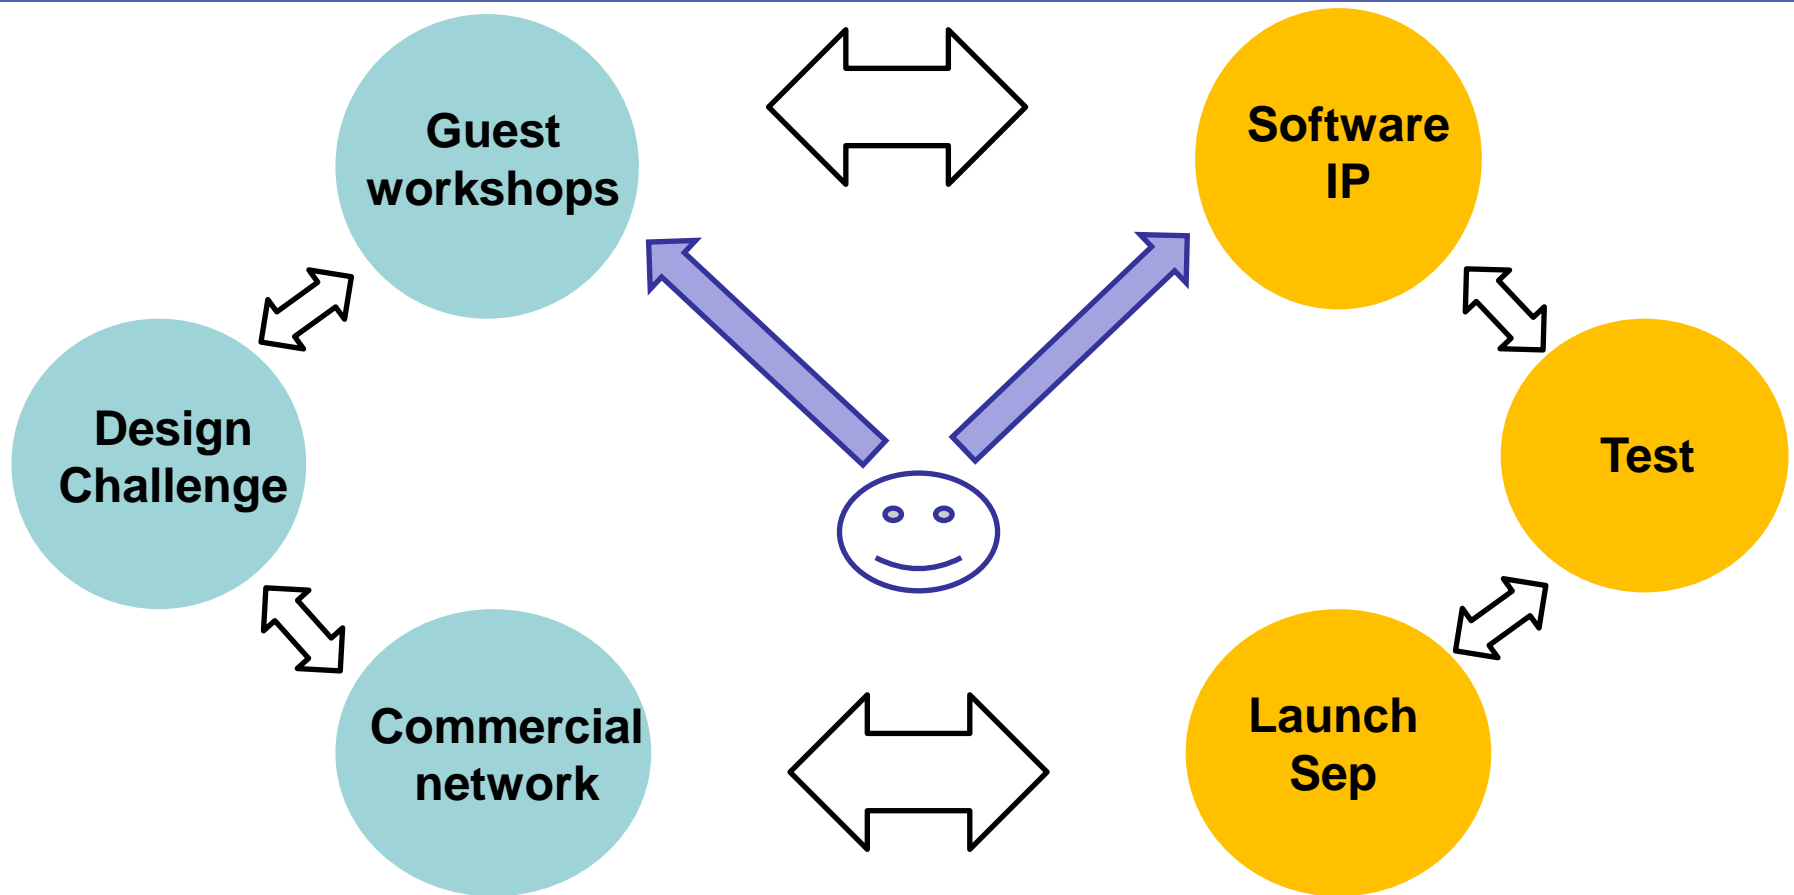 Guest
workshops
Software
IP
Design
Challenge
Test
Commercial
network
Launch
Sep